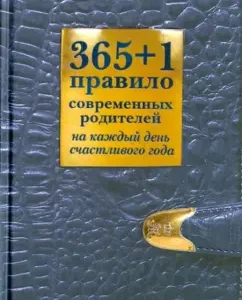 365+1
правило
современных
родителей
на каждый день
счастливого года